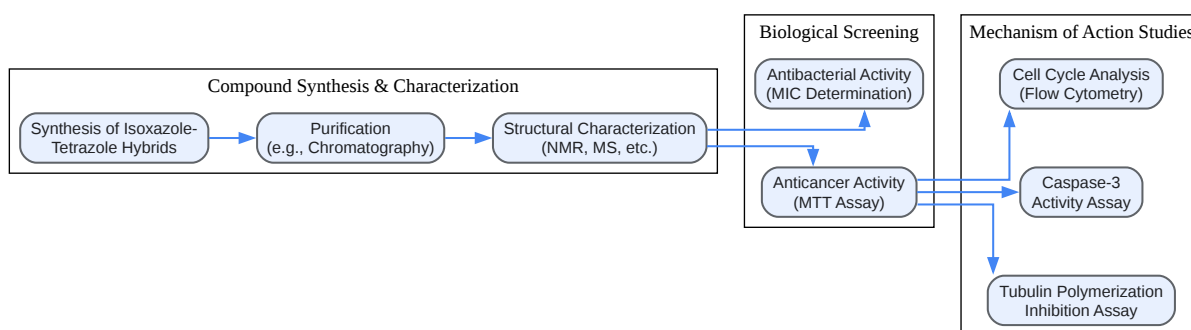 Compound Synthesis & Characterization
Synthesis of Isoxazole-
Tetrazole Hybrids
Purification
(e.g., Chromatography)
Structural Characterization
(NMR, MS, etc.)
Biological Screening
Antibacterial Activity
(MIC Determination)
Anticancer Activity
(MTT Assay)
Mechanism of Action Studies
Cell Cycle Analysis
(Flow Cytometry)
Caspase-3
Activity Assay
Tubulin Polymerization
Inhibition Assay